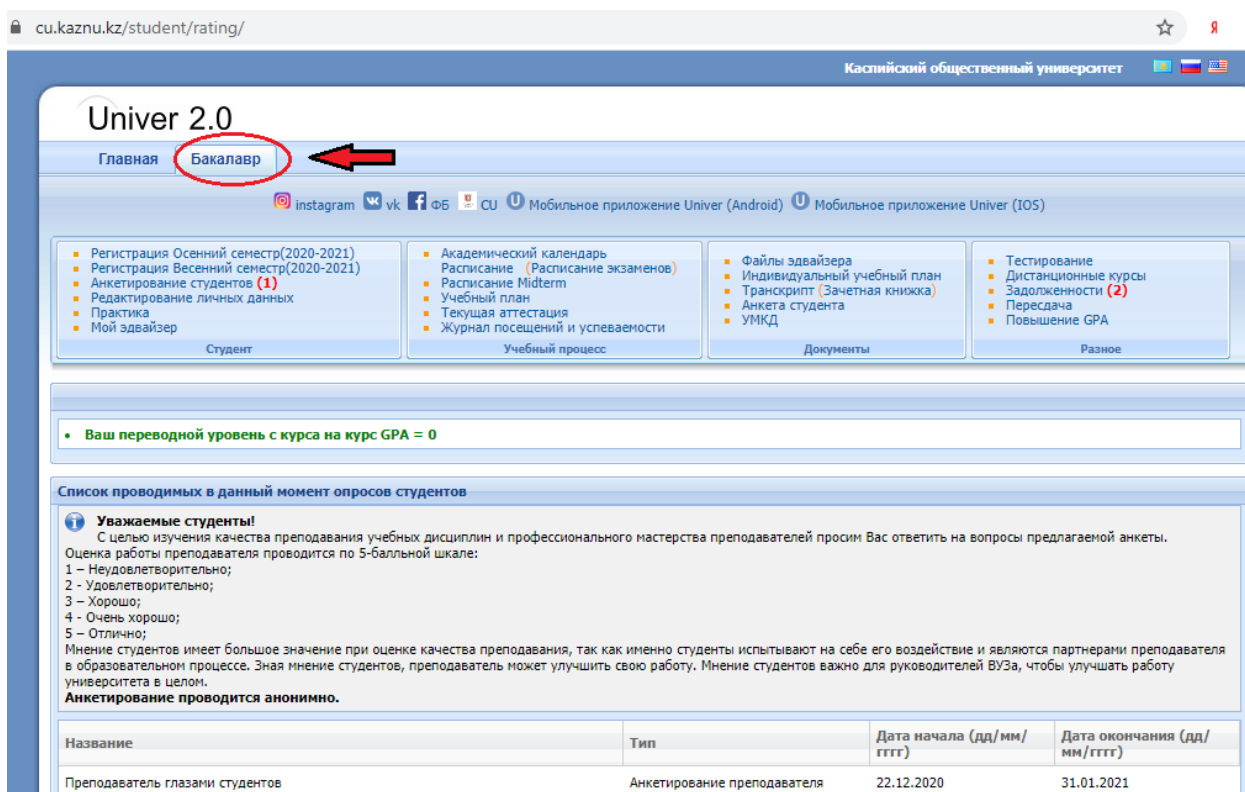 cu.kaznu.kz/student/rating/
Я
Каспийский общественный университет
Univer 2.0
Главная Бакалавр
instagram vk ФБ CU Мобильное приложение Univer (Android) Мобильное приложение Univer (IOS)
Регистрация Осенний семестр(2020-2021)
Регистрация Весенний семестр(2020-2021)
Анкетирование студентов (1)
Редактирование личных данных
Практика
Мой эдвайзер
Студент
Академический календарь
Расписание (Расписание экзаменов)
Расписание Midterm
Учебный план
Текущая аттестация
Журнал посещений и успеваемости
Учебный процесс
Файлы эдвайзера
Индивидуальный учебный план
Транскрипт (Зачетная книжка)
Анкета студента
УМКД
Документы
Тестирование
Дистанционные курсы
Задолженности (2)
Пересдача
Повышение GPA
Разное
Ваш переводной уровень с курса на курс GPA = 0
Список проводимых в данный момент опросов студентов
Уважаемые студенты!
С целью изучения качества преподавания учебных дисциплин и профессионального мастерства преподавателей просим Вас ответить на вопросы предлагаемой анкеты.
Оценка работы преподавателя проводится по 5-балльной шкале:
1 – Неудовлетворительно;
2 - Удовлетворительно;
3 – Хорошо;
4 - Очень хорошо;
5 – Отлично;
Мнение студентов имеет большое значение при оценке качества преподавания, так как именно студенты испытывают на себе его воздействие и являются партнерами преподавателя
в образовательном процессе. Зная мнение студентов, преподаватель может улучшить свою работу. Мнение студентов важно для руководителей ВУЗа, чтобы улучшать работу
университета в целом.
Анкетирование проводится анонимно.
Название Тип Дата начала (дд/мм/ Дата окончания (дд/
гггг) мм/гггг)
Преподаватель глазами студентов Анкетирование преподавателя 22.12.2020 31.01.2021